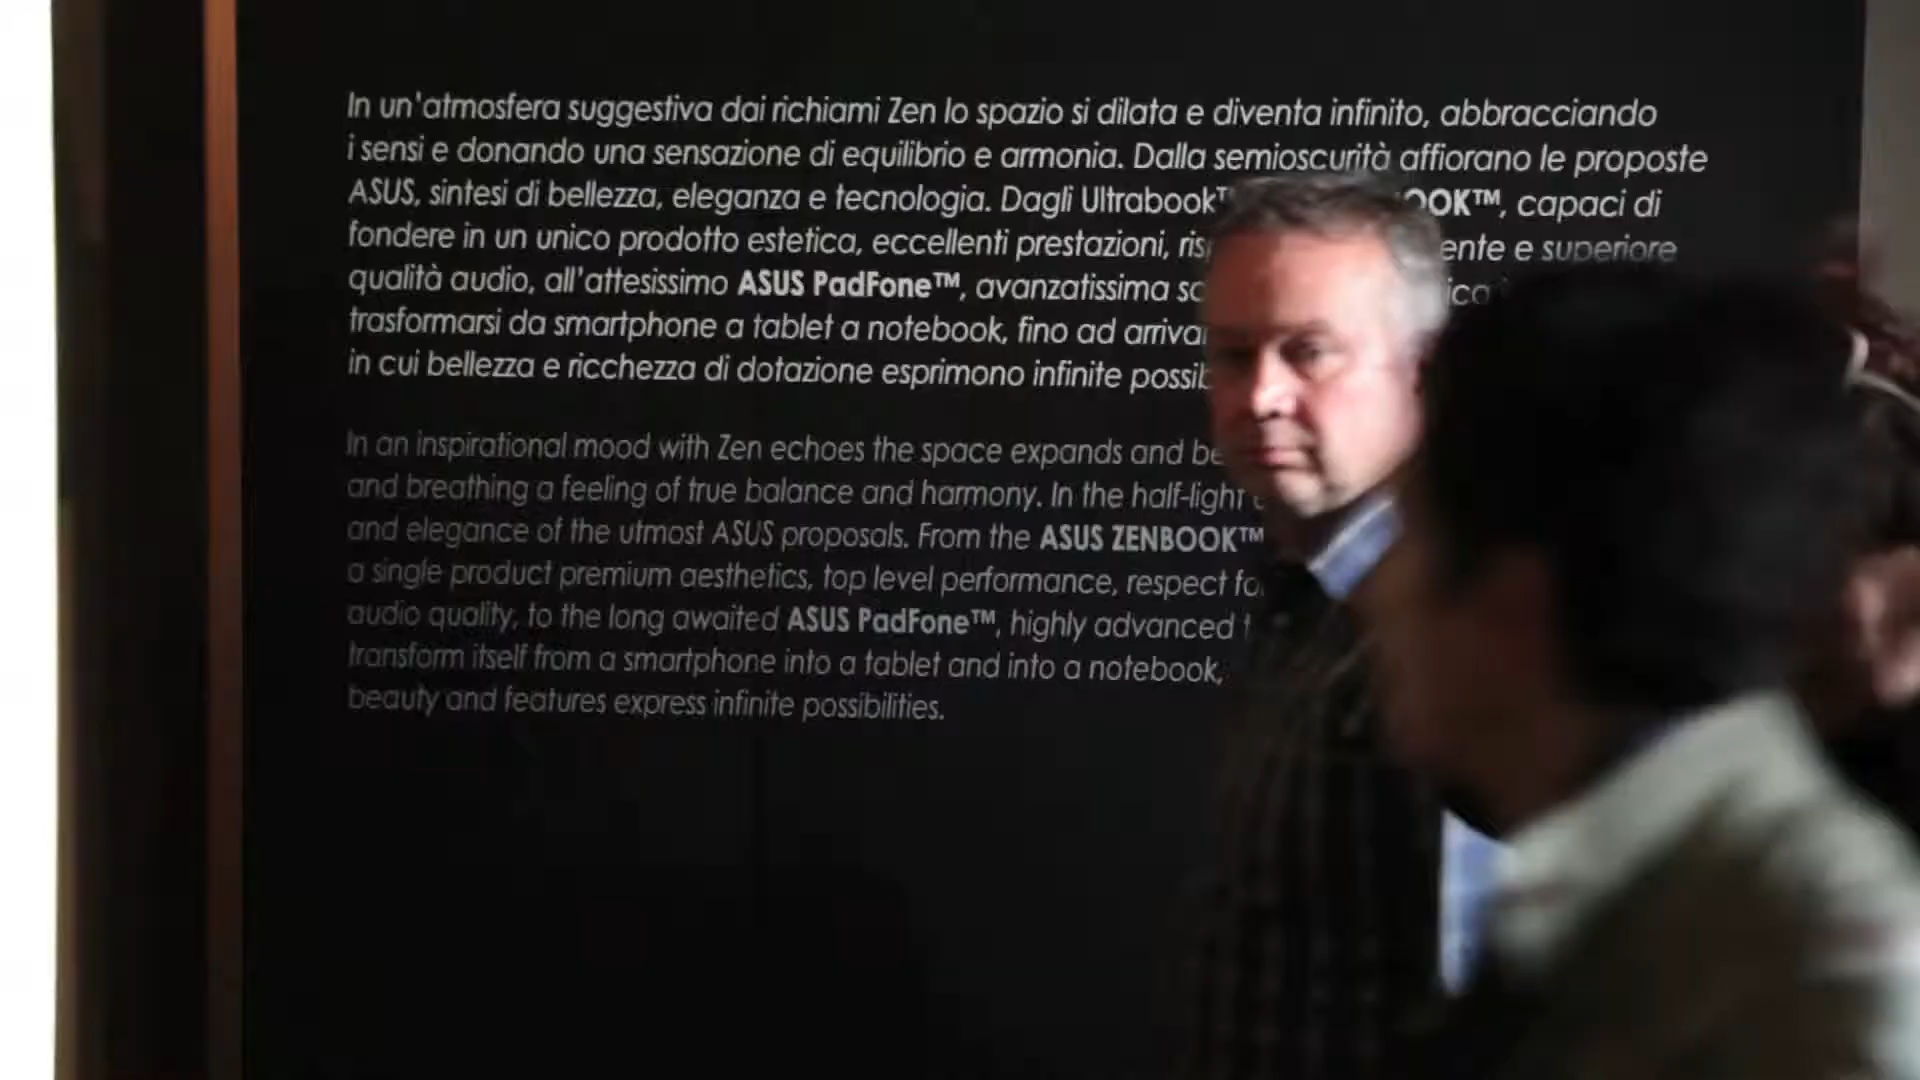 In un'atmosfera suggestiva dai richiami Zen lo spazio si dilata e diventa infinito, abbracciando
i sensi e donando una sensazione di equilibrio e armonia. Dalla semioscurità affiorano le proposte
ASUS, sintesi di bellezza, eleganza e tecnologia. Dagli Ultrabook™ OOK™, capaci di
fondere in un unico prodotto estetica, eccellenti prestazioni, ente e superiore
qualità audio, all'attesissimo ASUS PadFone™, avanzatissima
trasformarsi da smartphone a tablet a notebook, fino ad
in cui bellezza e ricchezza di dotazione esprimono infinite
In an inspirational mood with Zen echoes the space expands and
and breathing a feeling of true balance and harmony. In the half-light
and elegance of the utmost ASUS proposals. From the ASUS ZENBOOK™
a single product premium aesthetics, top level performance, respect
audio quality, to the long awaited ASUS PadFone™, highly advanced
transform itself from a smartphone into a tablet and into a notebook,
beauty and features express infinite possibilities.